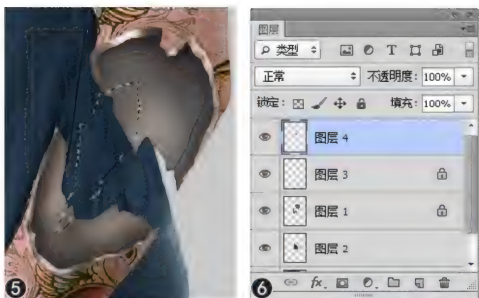 5
6
图层
类型
T
正常 不透明度: 100%
锁定: 填充: 100%
图层 4
图层 3
图层 1
图层 2
fx